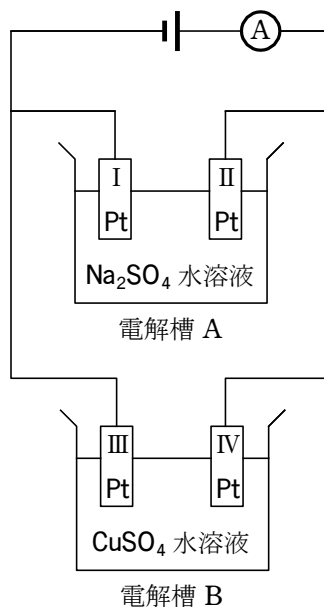 A
Ⅰ Ⅱ
Pt Pt
Na₂SO₄ 水溶液
電解槽 A
Ⅲ Ⅳ
Pt Pt
CuSO₄ 水溶液
電解槽 B